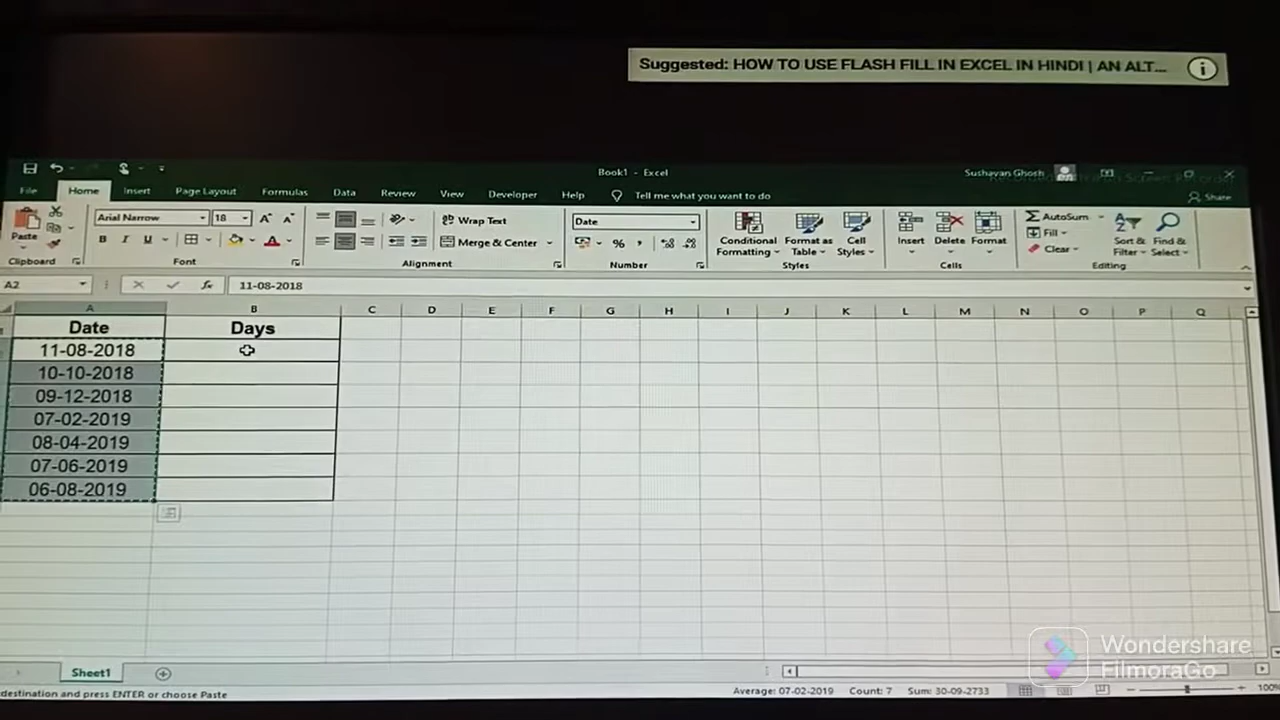 Suggested: HOW TO USE FLASH FILL IN EXCEL IN HINDI | AN ALT...
Book1 - Excel
Sushayan Ghosh
File Home Insert Page Layout Formulas Data Review View Developer Help Tell me what you want to do
Share
Paste
Arial Narrow 18
B I U
Wrap Text
Merge & Center
Date
%
Conditional Formatting
Format as Table
Cell Styles
Insert
Delete
Format
AutoSum
Fill
Clear
Sort & Filter
Find & Select
Clipboard Font Alignment Number Styles Cells Editing
A2 fx 11-08-2018
A B C D E F G H I J K L M N O P Q
Date Days
11-08-2018
10-10-2018
09-12-2018
07-02-2019
08-04-2019
07-06-2019
06-08-2019
Wondershare
FilmoraGo
Sheet1
destination and press ENTER or choose Paste
Average: 07-02-2019 Count: 7 Sum: 30-09-2733
100%